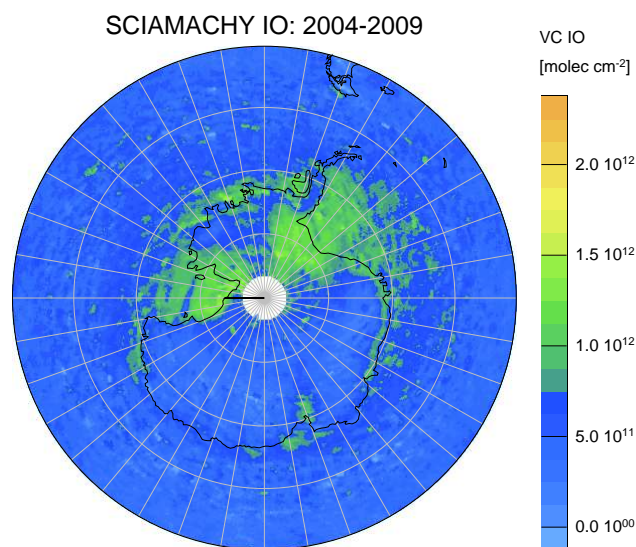 SCIAMACHY IO: 2004-2009
VC IO
[molec cm⁻²]
2.0 10¹²
1.5 10¹²
1.0 10¹²
5.0 10¹¹
0.0 10⁰⁰